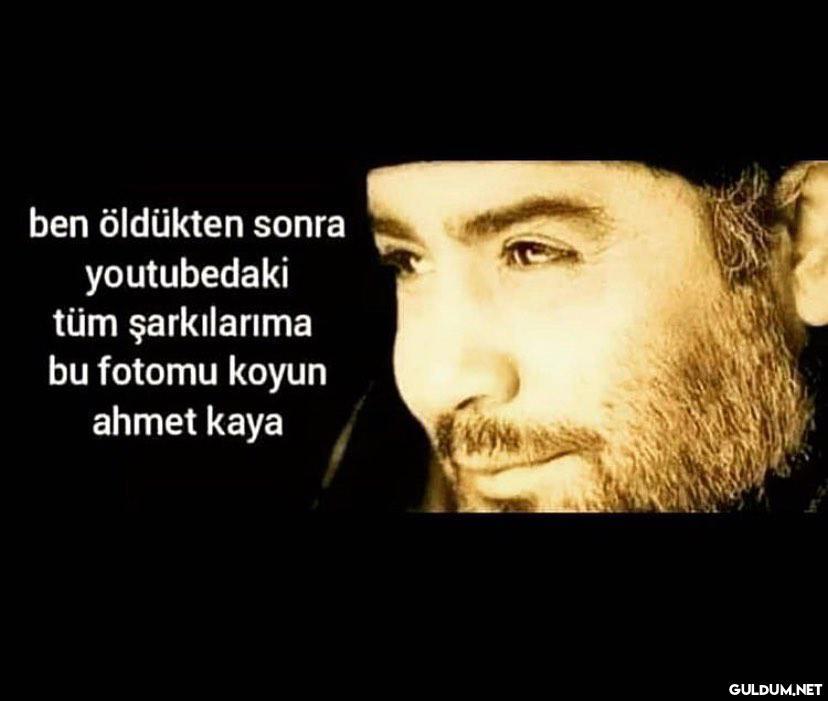 ben öldükten sonra
youtubedaki
tüm şarkılarıma
bu fotomu koyun
ahmet kaya
GULDUM.NET